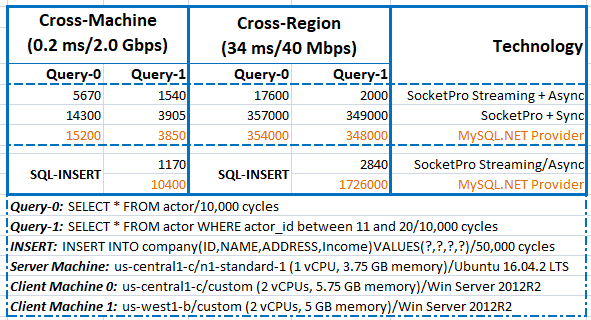 Cross-Machine Cross-Region
(0.2 ms/2.0 Gbps) (34 ms/40 Mbps) Technology
Query-0 Query-1 Query-0 Query-1
5670 1540 17600 2000 SocketPro Streaming + Async
14300 3905 357000 349000 SocketPro + Sync
15200 3850 354000 348000 MySQL.NET Provider
SQL-INSERT 1170 SQL-INSERT 2840 SocketPro Streaming/Async
10400 1726000 MySQL.NET Provider
Query-0: SELECT * FROM actor/10,000 cycles
Query-1: SELECT * FROM actor WHERE actor_id between 11 and 20/10,000 cycles
INSERT: INSERT INTO company(ID,NAME,ADDRESS,Income)VALUES(?,?,?,?)/50,000 cycles
Server Machine: us-central1-c/n1-standard-1 (1 vCPU, 3.75 GB memory)/Ubuntu 16.04.2 LTS
Client Machine 0: us-central1-c/custom (2 vCPUs, 5.75 GB memory)/Win Server 2012R2
Client Machine 1: us-west1-b/custom (2 vCPUs, 5 GB memory)/Win Server 2012R2